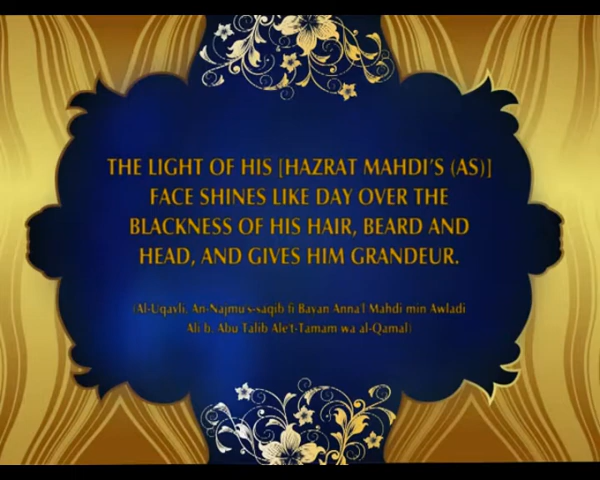 THE LIGHT OF HIS [HAZRAT MAHDI'S (AS)]
FACE SHINES LIKE DAY OVER THE
BLACKNESS OF HIS HAIR, BEARD AND
HEAD, AND GIVES HIM GRANDEUR.
(Al-Uqayli, An-Najmu's-saqib fi Bayan Anna'l Mahdi min Awladi
Ali b. Abu Talib Ale't-Tamam wa al-Qamal)